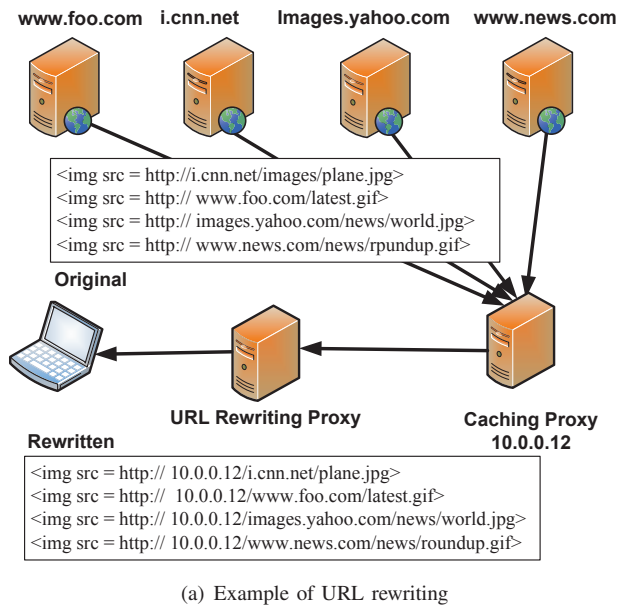 www.foo.com i.cnn.net Images.yahoo.com www.news.com
<img src = http://i.cnn.net/images/plane.jpg>
<img src = http:// www.foo.com/latest.gif>
<img src = http:// images.yahoo.com/news/world.jpg>
<img src = http:// www.news.com/news/rpundup.gif>
Original
URL Rewriting Proxy
Caching Proxy
10.0.0.12
Rewritten
<img src = http:// 10.0.0.12/i.cnn.net/plane.jpg>
<img src = http://  10.0.0.12/www.foo.com/latest.gif>
<img src = http:// 10.0.0.12/images.yahoo.com/news/world.jpg>
<img src = http:// 10.0.0.12/www.news.com/news/roundup.gif>
(a) Example of URL rewriting